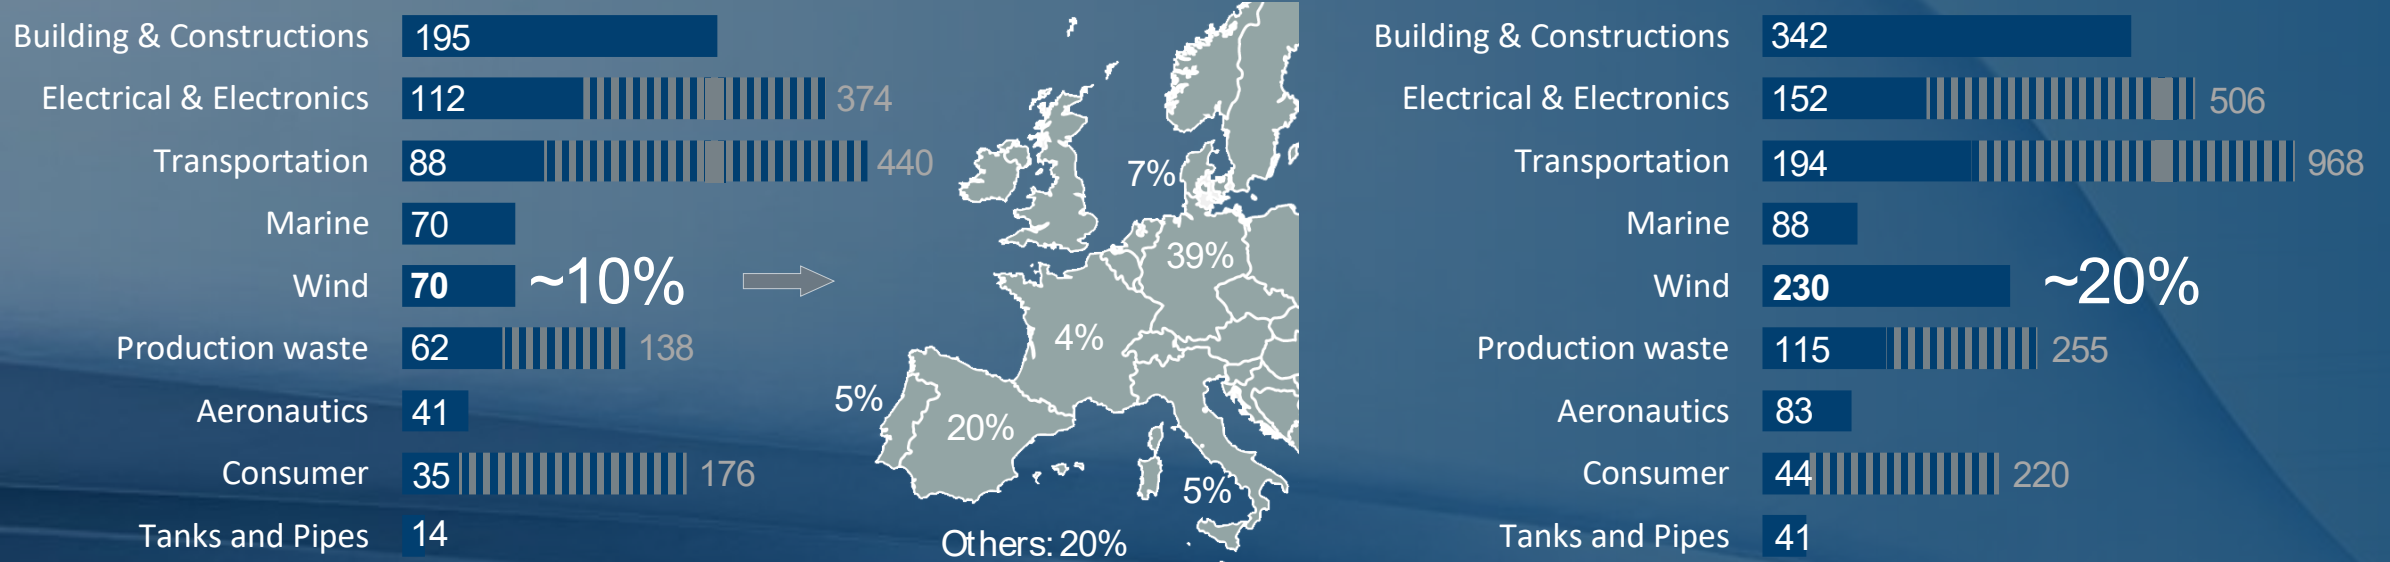 Building & Constructions 195
Electrical & Electronics 112 374
Transportation 88 440
Marine 70
Wind 70 ~10%
Production waste 62 138
Aeronautics 41
Consumer 35 176
Tanks and Pipes 14
7%
39%
4%
5%
20%
5%
Others: 20%
Building & Constructions 342
Electrical & Electronics 152 506
Transportation 194 968
Marine 88
Wind 230 ~20%
Production waste 115 255
Aeronautics 83
Consumer 44 220
Tanks and Pipes 41